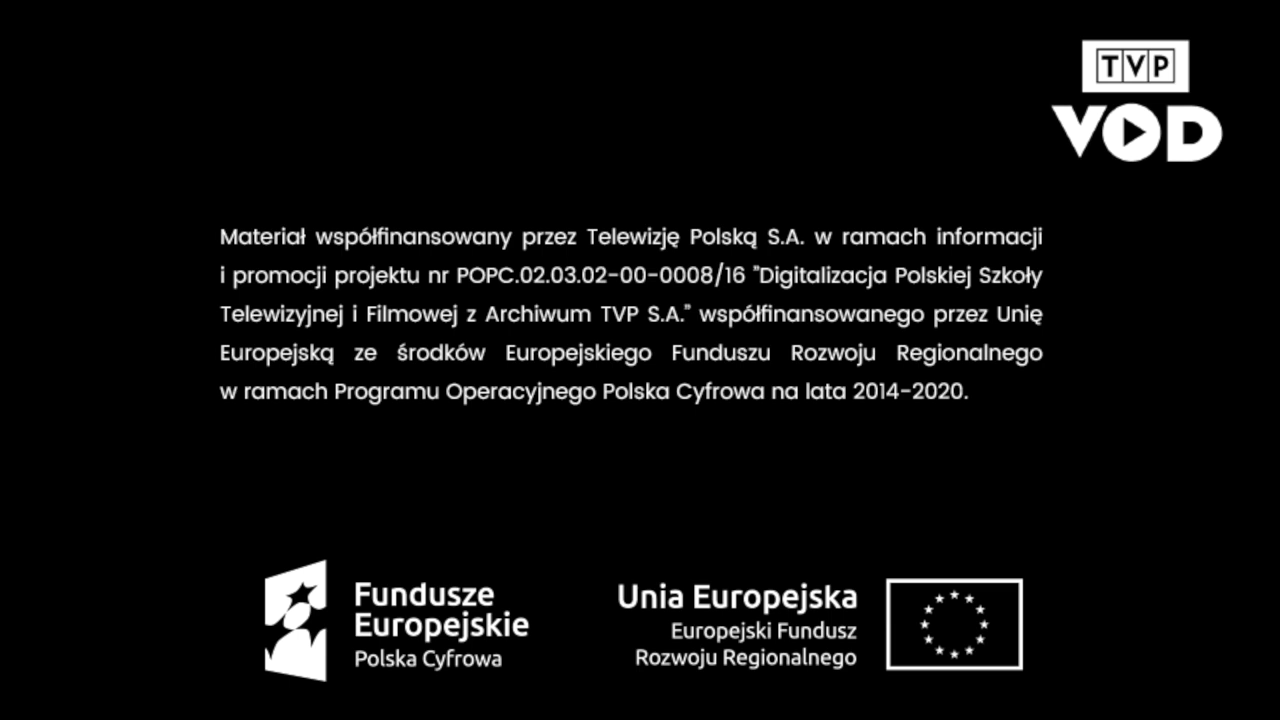 TVP
VOD
Materiał współfinansowany przez Telewizję Polską S.A. w ramach informacji
i promocji projektu nr POPC.02.03.02-00-0008/16 "Digitalizacja Polskiej Szkoły
Telewizyjnej i Filmowej z Archiwum TVP S.A." współfinansowanego przez Unię
Europejską ze środków Europejskiego Funduszu Rozwoju Regionalnego
w ramach Programu Operacyjnego Polska Cyfrowa na lata 2014-2020.
Fundusze
Europejskie
Polska Cyfrowa
Unia Europejska
Europejski Fundusz
Rozwoju Regionalnego